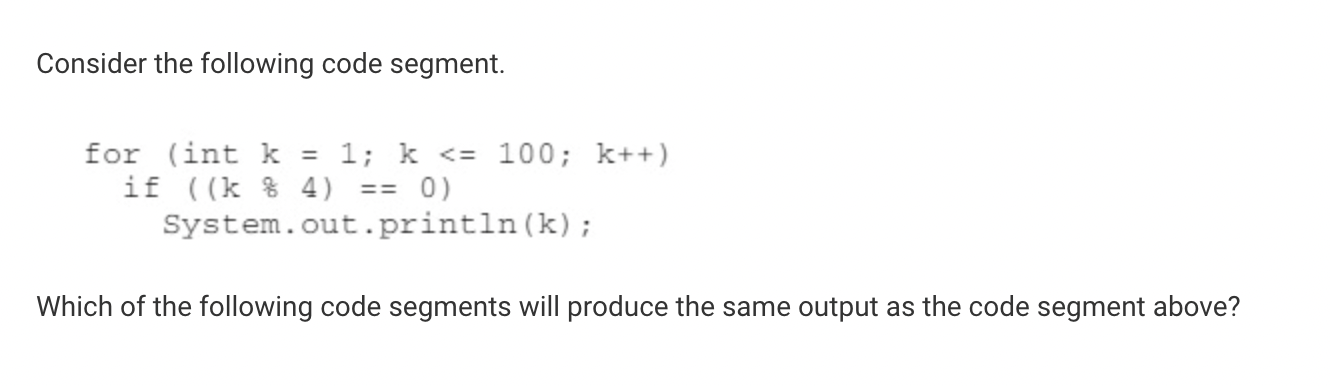 Consider the following code segment.
for (int k = 1; k <= 100; k++)
if ((k % 4) == 0)
System.out.println(k);
Which of the following code segments will produce the same output as the code segment above?